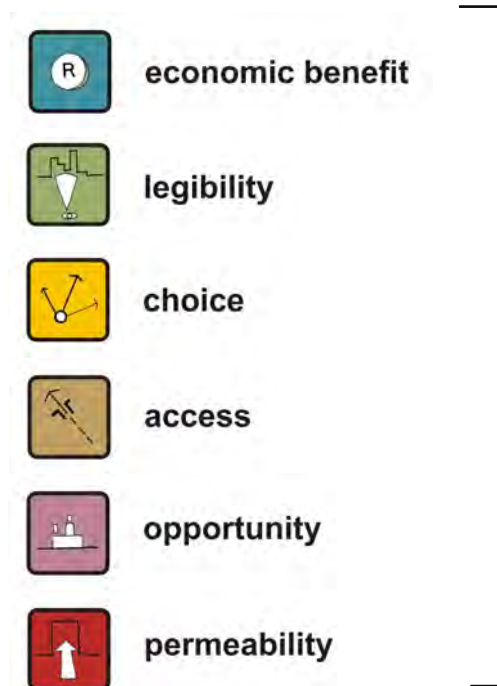 R
economic benefit
legibility
choice
access
opportunity
permeability